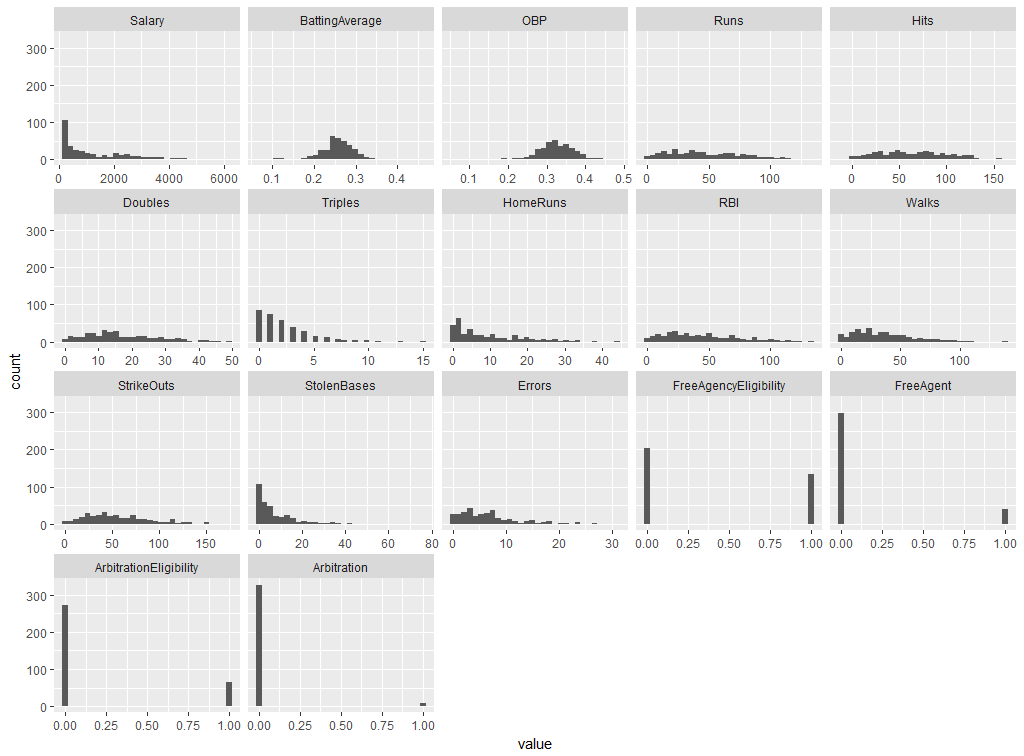 Salary BattingAverage OBP Runs Hits
300
200
100
0
0 2000 4000 6000 0.1 0.2 0.3 0.4 0.1 0.2 0.3 0.4 0.5 0 50 100 0 50 100 150
Doubles Triples HomeRuns RBI Walks
300
200
100
0
0 10 20 30 40 50 0 5 10 15 0 10 20 30 40 0 50 100 0 50 100
count
StrikeOuts StolenBases Errors FreeAgencyEligibility FreeAgent
300
200
100
0
0 50 100 150 0 20 40 60 80 0 10 20 30 0.00 0.25 0.50 0.75 1.00 0.00 0.25 0.50 0.75 1.00
ArbitrationEligibility Arbitration
300
200
100
0
0.00 0.25 0.50 0.75 1.00 0.00 0.25 0.50 0.75 1.00
value